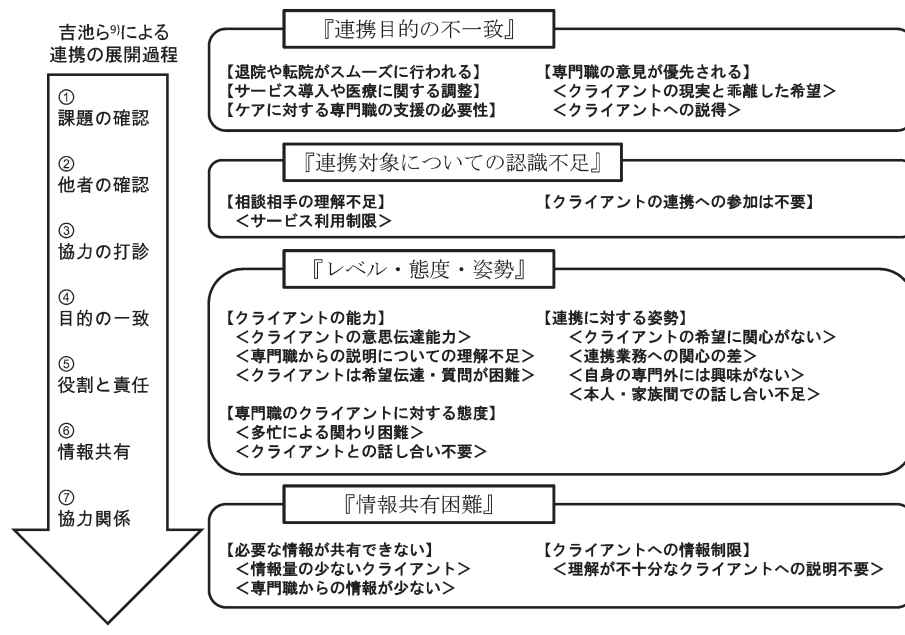 吉池ら9)による
連携の展開過程
①
課題の確認
②
他者の確認
③
協力の打診
④
目的の一致
⑤
役割と責任
⑥
情報共有
⑦
協力関係
『連携目的の不一致』
【退院や転院がスムーズに行われる】
【サービス導入や医療に関する調整】
【ケアに対する専門職の支援の必要性】
【専門職の意見が優先される】
<クライアントの現実と乖離した希望>
<クライアントへの説得>
『連携対象についての認識不足』
【相談相手の理解不足】
<サービス利用制限>
【クライアントの連携への参加は不要】
『レベル・態度・姿勢』
【クライアントの能力】
<クライアントの意思伝達能力>
<専門職からの説明についての理解不足>
<クライアントは希望伝達・質問が困難>
【専門職のクライアントに対する態度】
<多忙による関わり困難>
<クライアントとの話し合い不要>
【連携に対する姿勢】
<クライアントの希望に関心がない>
<連携業務への関心の差>
<自身の専門外には興味がない>
<本人・家族間での話し合い不足>
『情報共有困難』
【必要な情報が共有できない】
<情報量の少ないクライアント>
<専門職からの情報が少ない>
【クライアントへの情報制限】
<理解が不十分なクライアントへの説明不要>